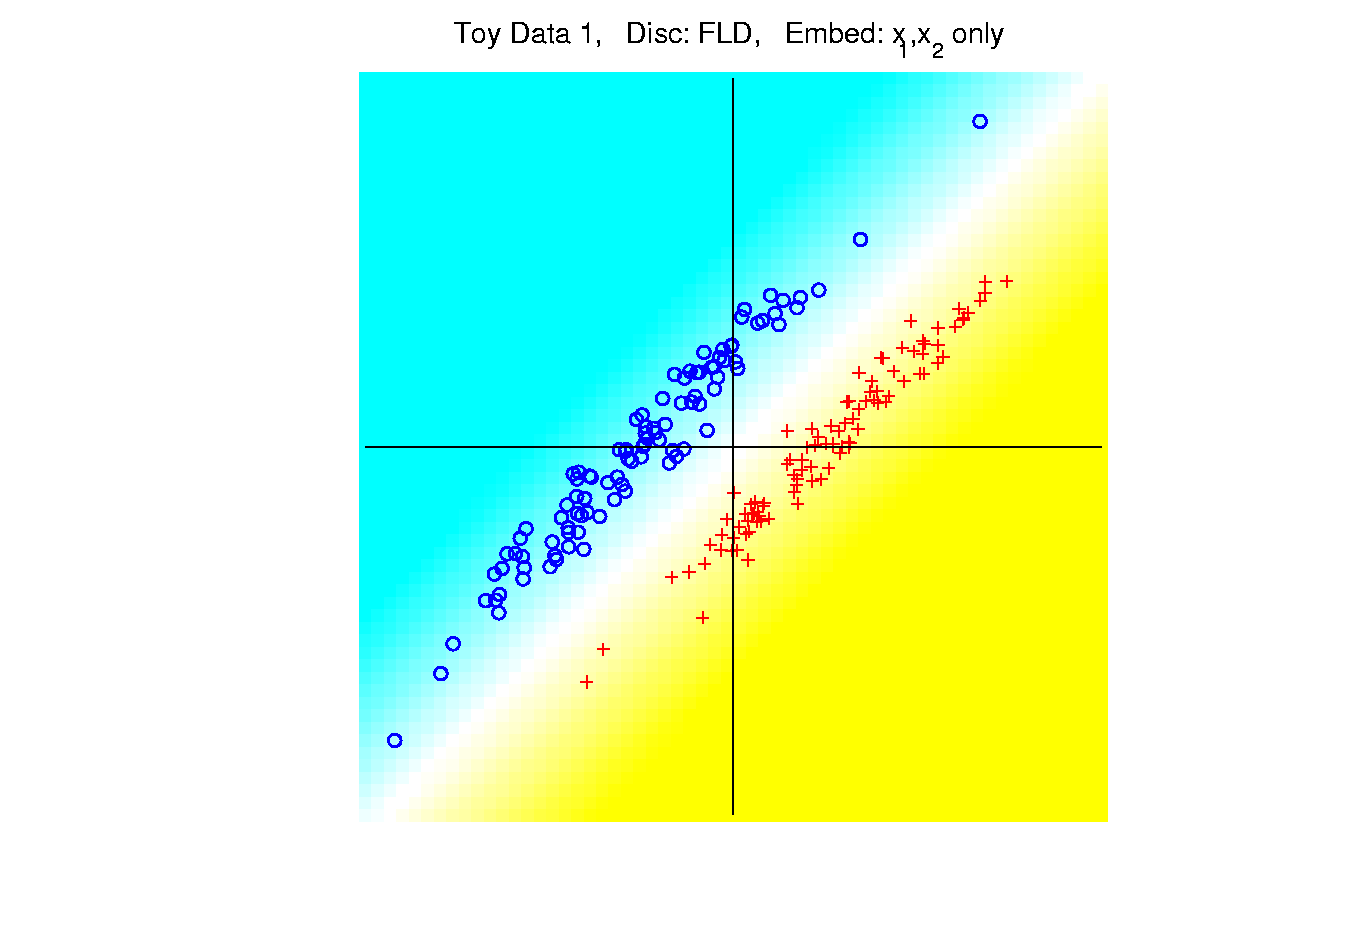 Toy Data 1,   Disc: FLD,   Embed: x₁,x₂ only